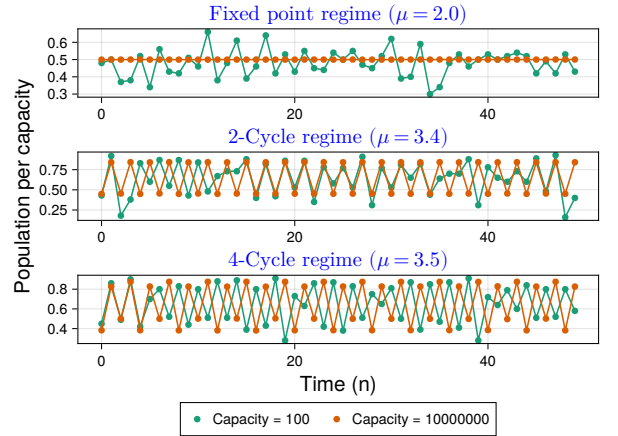 Fixed point regime (μ = 2.0)
0.6
0.5
0.4
0.3
0
20
40
2-Cycle regime (μ = 3.4)
0.75
0.50
0.25
0
20
40
4-Cycle regime (μ = 3.5)
0.8
0.6
0.4
0
20
40
Population per capacity
Time (n)
Capacity = 100
Capacity = 10000000